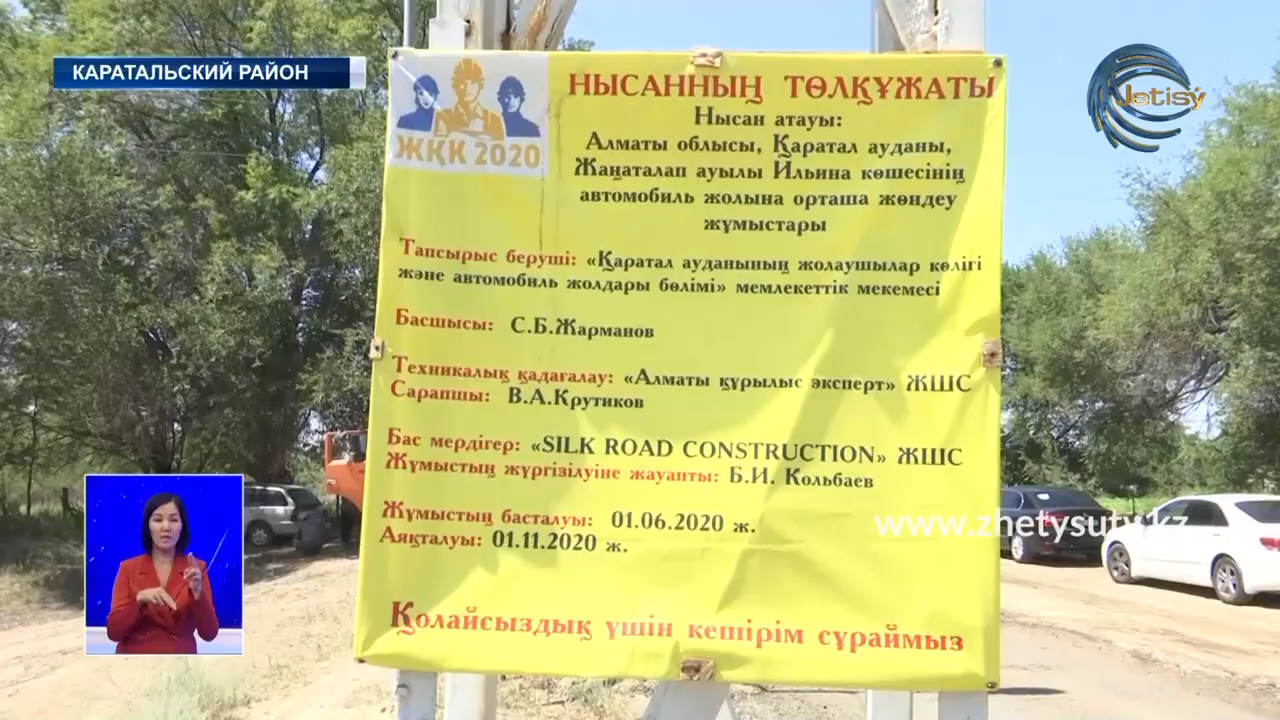 КАРАТАЛЬСКИЙ РАЙОН
Jetisý
ЖҚК 2020
НЫСАННЫҢ ТӨЛҚҰЖАТЫ
Нысан атауы:
Алматы облысы, Қаратал ауданы,
Жаңаталап ауылы Ильина көшесінің
автомобиль жолына орташа жөндеу
жұмыстары
Тапсырыс беруші: «Қаратал ауданының жолаушылар көлігі
және автомобиль жолдары бөлімі» мемлекеттік мекемесі
Басшысы: С.Б.Жарманов
Техникалық қадағалау: «Алматы құрылыс эксперт» ЖШС
Сарапшы: В.А.Крутиков
Бас мердігер: «SILK ROAD CONSTRUCTION» ЖШС
Жұмыстың жүргізілуіне жауапты: Б.И. Кольбаев
Жұмыстың басталуы: 01.06.2020 ж.
Аяқталуы: 01.11.2020 ж.
www.zhetysutv.kz
Қолайсыздық үшін кешірім сұраймыз